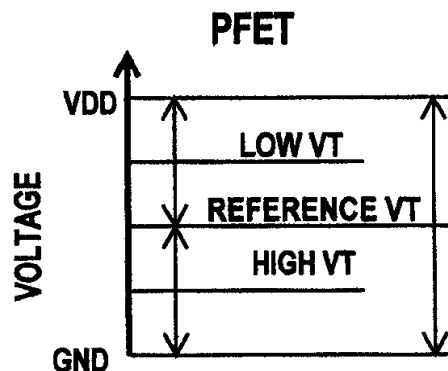 PFET
VDD
LOW VT
REFERENCE VT
HIGH VT
GND
VOLTAGE